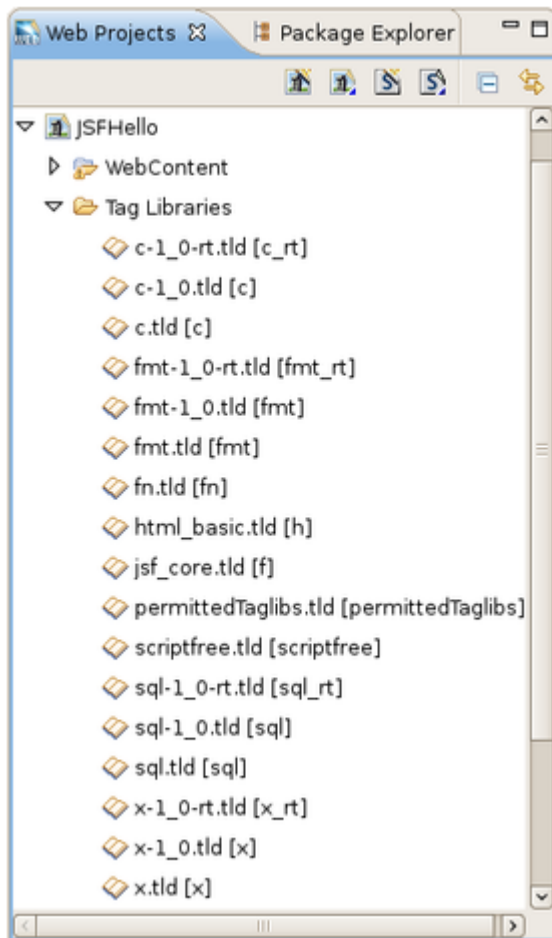 Web Projects
Package Explorer
JSFHello
WebContent
Tag Libraries
c-1_0-rt.tld [c_rt]
c-1_0.tld [c]
c.tld [c]
fmt-1_0-rt.tld [fmt_rt]
fmt-1_0.tld [fmt]
fmt.tld [fmt]
fn.tld [fn]
html_basic.tld [h]
jsf_core.tld [f]
permittedTaglibs.tld [permittedTaglibs]
scriptfree.tld [scriptfree]
sql-1_0-rt.tld [sql_rt]
sql-1_0.tld [sql]
sql.tld [sql]
x-1_0-rt.tld [x_rt]
x-1_0.tld [x]
x.tld [x]